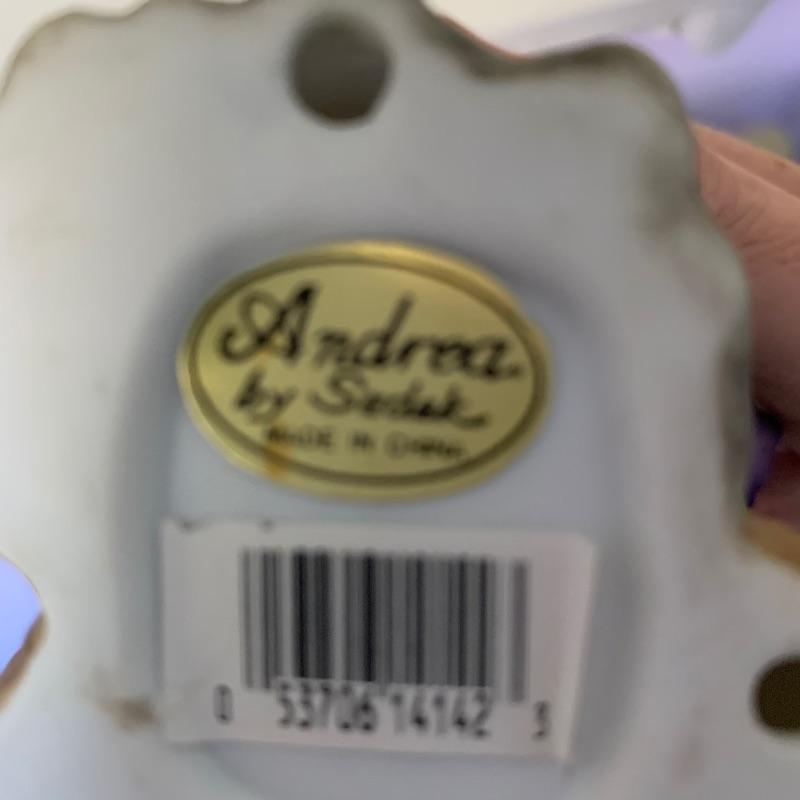 Andrea
by Sadek
MADE IN CHINA
0 53706 14142 3